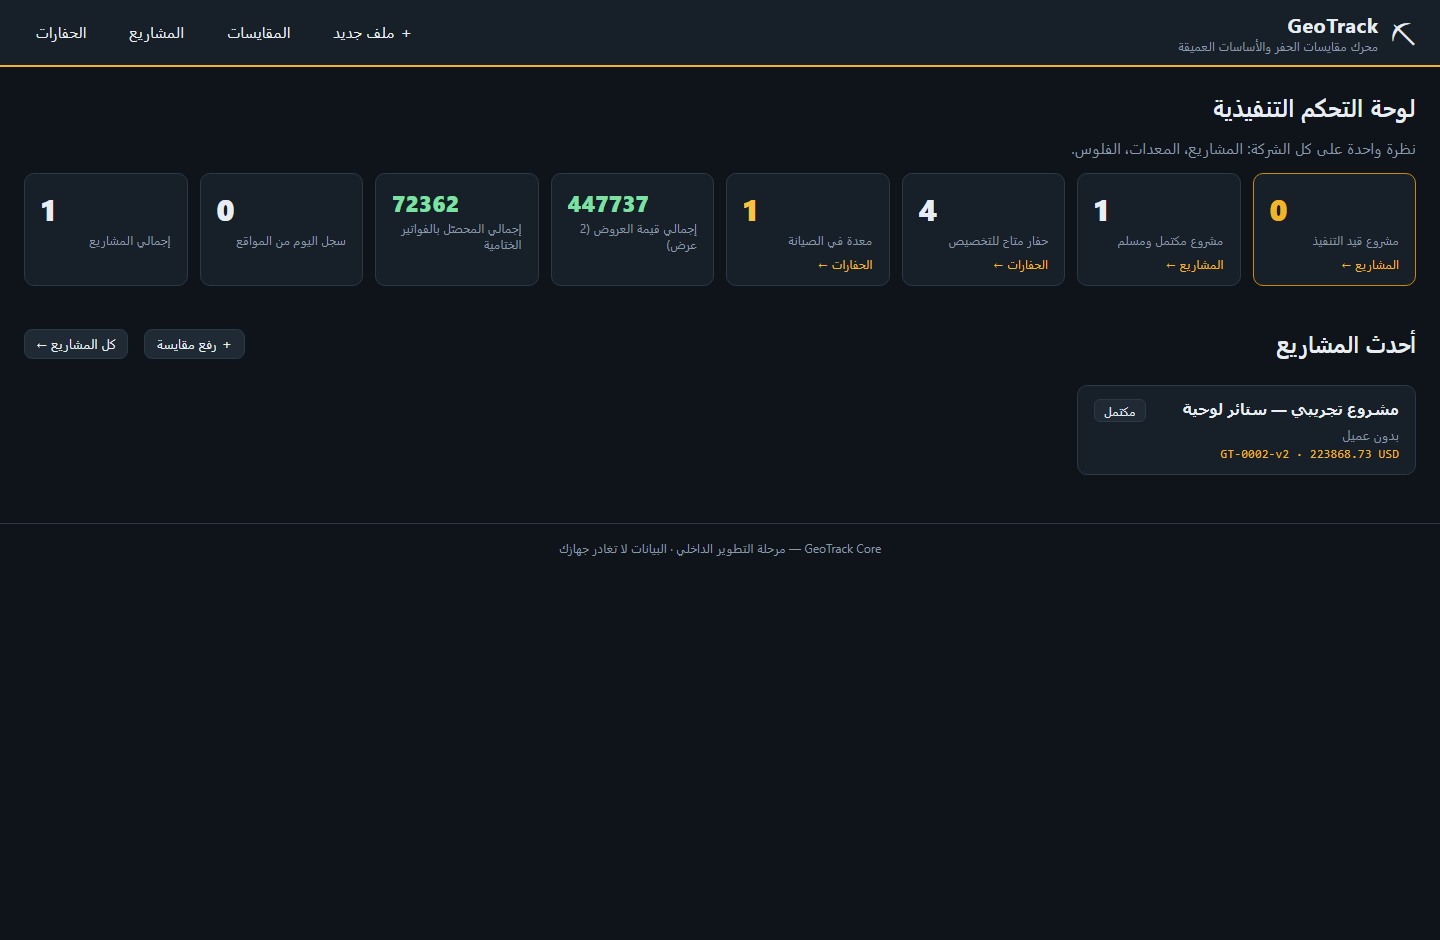 GeoTrack
محرك مقايسات الحفر والأساسات العميقة
+ ملف جديد
المقايسات
المشاريع
الحفارات
لوحة التحكم التنفيذية
نظرة واحدة على كل الشركة: المشاريع، المعدات، الفلوس.
0
مشروع قيد التنفيذ
المشاريع ←
1
مشروع مكتمل ومسلم
المشاريع ←
4
حفار متاح للتخصيص
الحفارات ←
1
معدة في الصيانة
الحفارات ←
447737
إجمالي قيمة العروض (2
عرض)
72362
إجمالي المحصّل بالفواتير
الختامية
0
سجل اليوم من المواقع
1
إجمالي المشاريع
أحدث المشاريع
+ رفع مقايسة
كل المشاريع ←
مشروع تجريبي — ستائر لوحية
مكتمل
بدون عميل
GT-0002-v2 · 223868.73 USD
GeoTrack Core — مرحلة التطوير الداخلي · البيانات لا تغادر جهازك